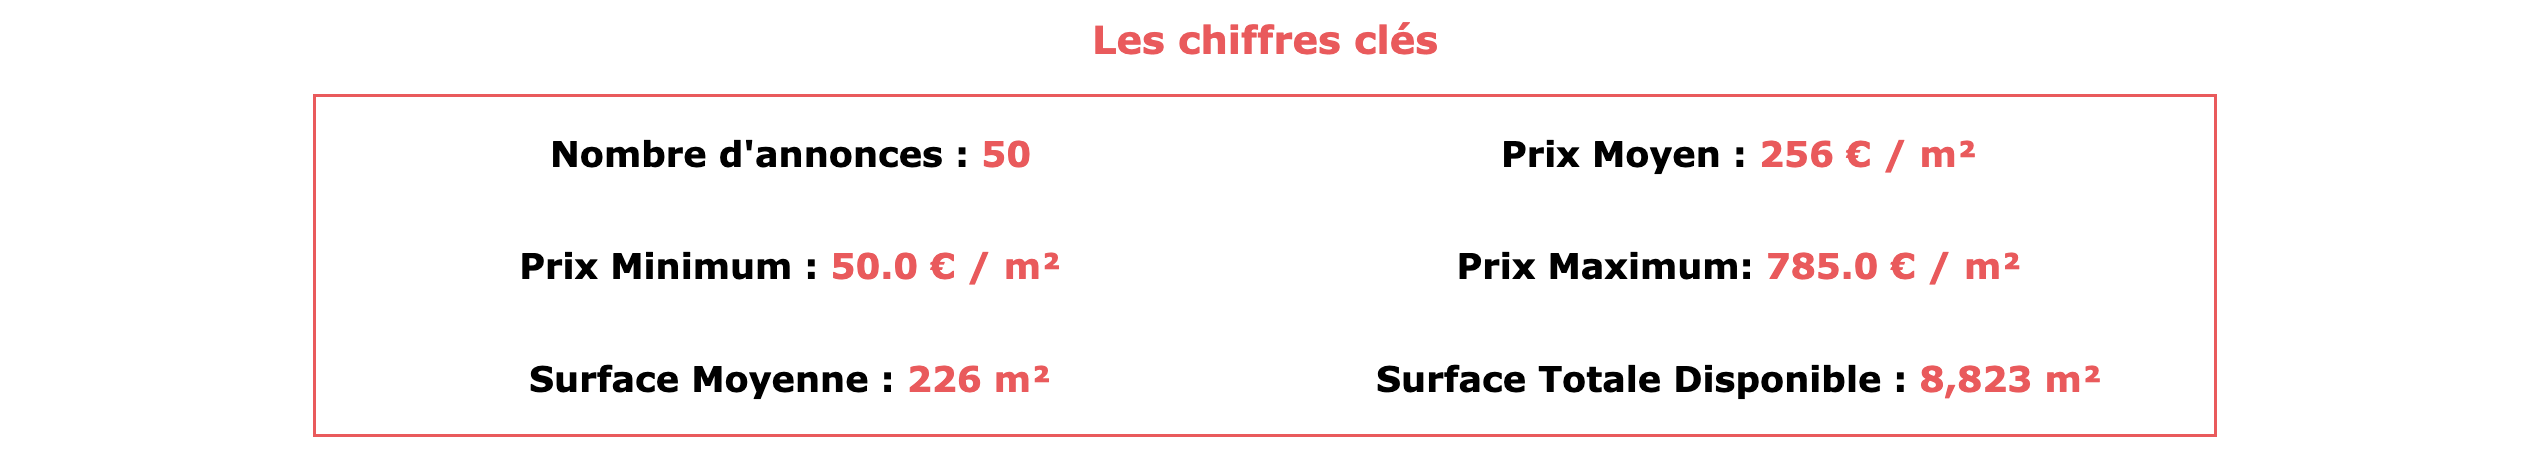 Les chiffres clés
Nombre d'annonces : 50
Prix Moyen : 256 € / m²
Prix Minimum : 50.0 € / m²
Prix Maximum: 785.0 € / m²
Surface Moyenne : 226 m²
Surface Totale Disponible : 8,823 m²